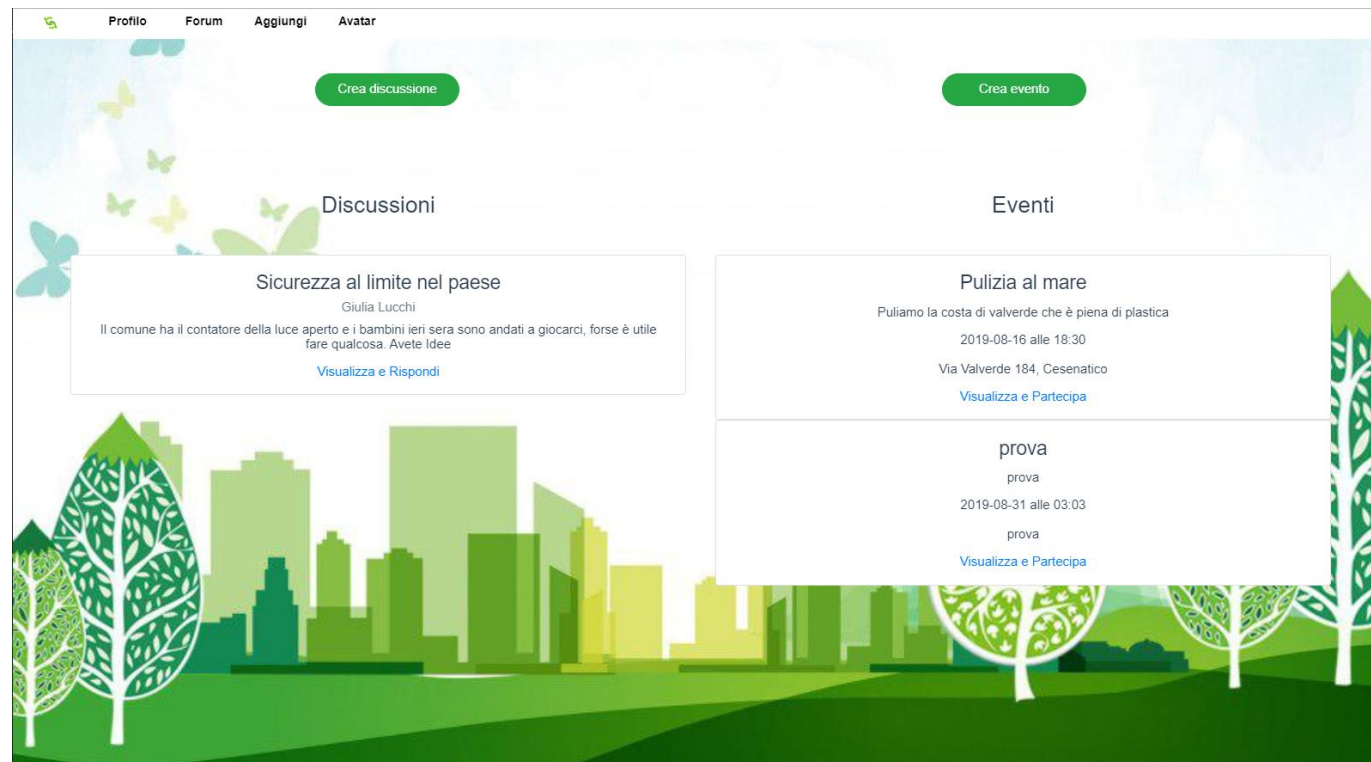 Profilo Forum Aggiungi Avatar
Crea discussione
Crea evento
Discussioni
Sicurezza al limite nel paese
Giulia Lucchi
Il comune ha il contatore della luce aperto e i bambini ieri sera sono andati a giocarci, forse è utile
fare qualcosa. Avete Idee
Visualizza e Rispondi
Eventi
Pulizia al mare
Puliamo la costa di valverde che è piena di plastica
2019-08-16 alle 18:30
Via Valverde 184, Cesenatico
Visualizza e Partecipa
prova
prova
2019-08-31 alle 03:03
prova
Visualizza e Partecipa